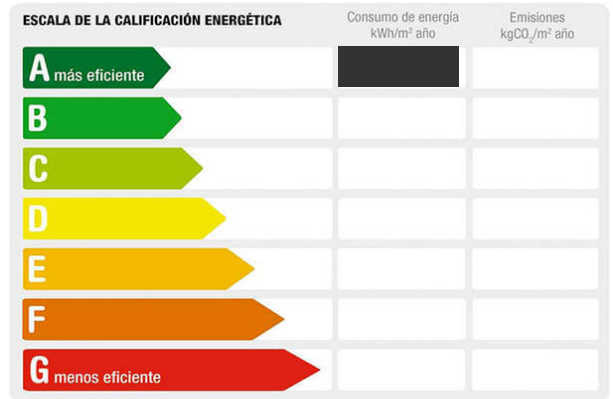 ESCALA DE LA CALIFICACIÓN ENERGÉTICA
Consumo de energía
kWh/m² año
Emisiones
kgCO₂/m² año
A más eficiente
B
C
D
E
F
G menos eficiente